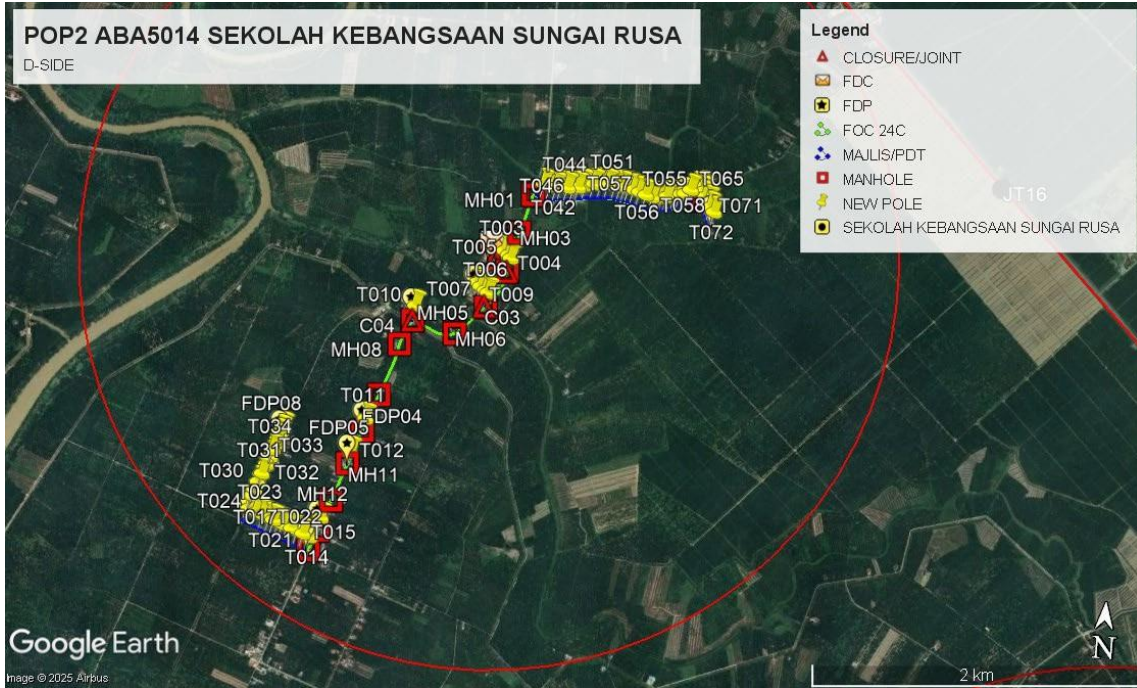 POP2 ABA5014 SEKOLAH KEBANGSAAN SUNGAI RUSA
D-SIDE
Legend
CLOSURE/JOINT
FDC
FDP
FOC 24C
MAJLIS/PDT
MANHOLE
NEW POLE
SEKOLAH KEBANGSAAN SUNGAI RUSA
JT16
T044 T051
T046 T057 T055 T065
MH01 T042 T056 T058 T071
T072
T003 MH03
T005
T004
T006
T007 T009
T010
MH05 C03
C04 MH06
MH08
T011
FDP08 FDP04
FDP05
T034
T033 T012
T031
MH11
T030 T032
T023 MH12
T024
T017 T022
T015
T021
T014
Google Earth
Image © 2025 Airbus
N
2 km